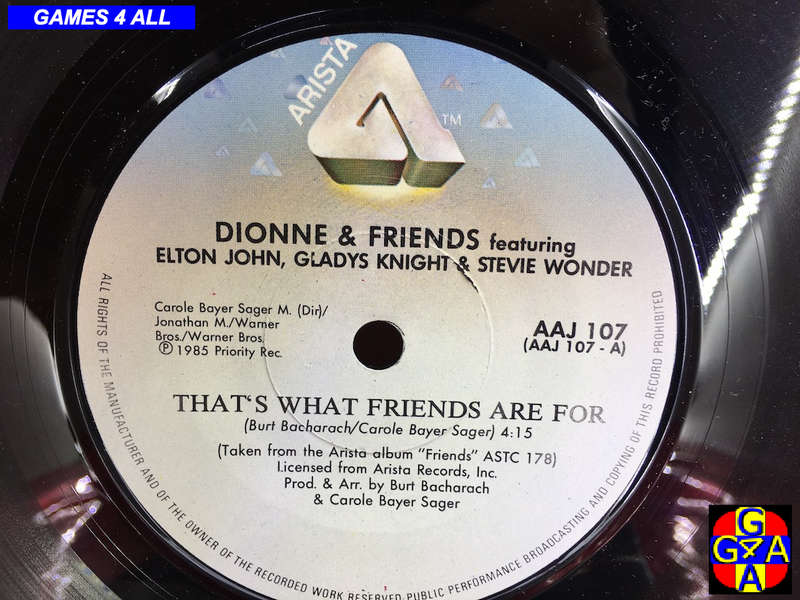 GAMES 4 ALL
ARISTA
TM
DIONNE & FRIENDS featuring
ELTON JOHN, GLADYS KNIGHT & STEVIE WONDER
Carole Bayer Sager M. (Dir)/
Jonathan M./Warner
Bros./Warner Bros.
Ⓟ 1985 Priority Rec.
AAJ 107
(AAJ 107 - A)
THAT'S WHAT FRIENDS ARE FOR
(Burt Bacharach/Carole Bayer Sager) 4:15
(Taken from the Arista album "Friends" ASTC 178)
Licensed from Arista Records, Inc.
Prod. & Arr. by Burt Bacharach
& Carole Bayer Sager
ALL RIGHTS OF THE MANUFACTURER AND OF THE OWNER OF THE RECORDED WORK RESERVED. PUBLIC PERFORMANCE BROADCASTING AND COPYING OF THIS RECORD PROHIBITED
G
G4A
A